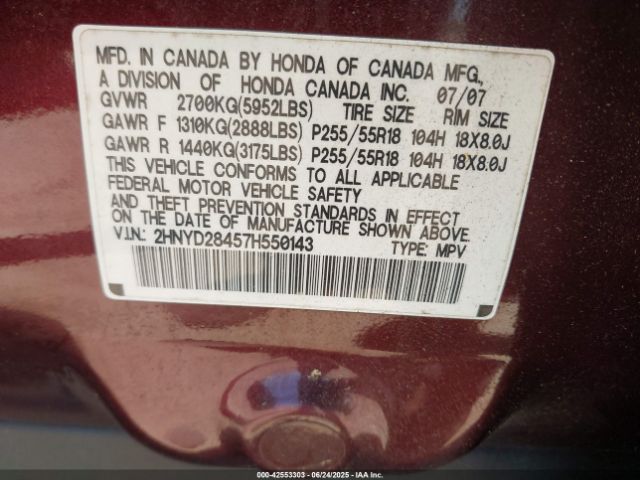 MFD. IN CANADA BY HONDA OF CANADA MFG.,
A DIVISION OF HONDA CANADA INC. 07/07
GVWR 2700KG(5952LBS) TIRE SIZE RIM SIZE
GAWR F 1310KG(2888LBS) P255/55R18 104H 18X8.0J
GAWR R 1440KG(3175LBS) P255/55R18 104H 18X8.0J
THIS VEHICLE CONFORMS TO ALL APPLICABLE
FEDERAL MOTOR VEHICLE SAFETY
AND THEFT PREVENTION STANDARDS IN EFFECT
ON THE DATE OF MANUFACTURE SHOWN ABOVE.
V.I.N.: 2HNYD28457H550143 TYPE: MPV
000-42553303 - 06/24/2025 - IAAI.com